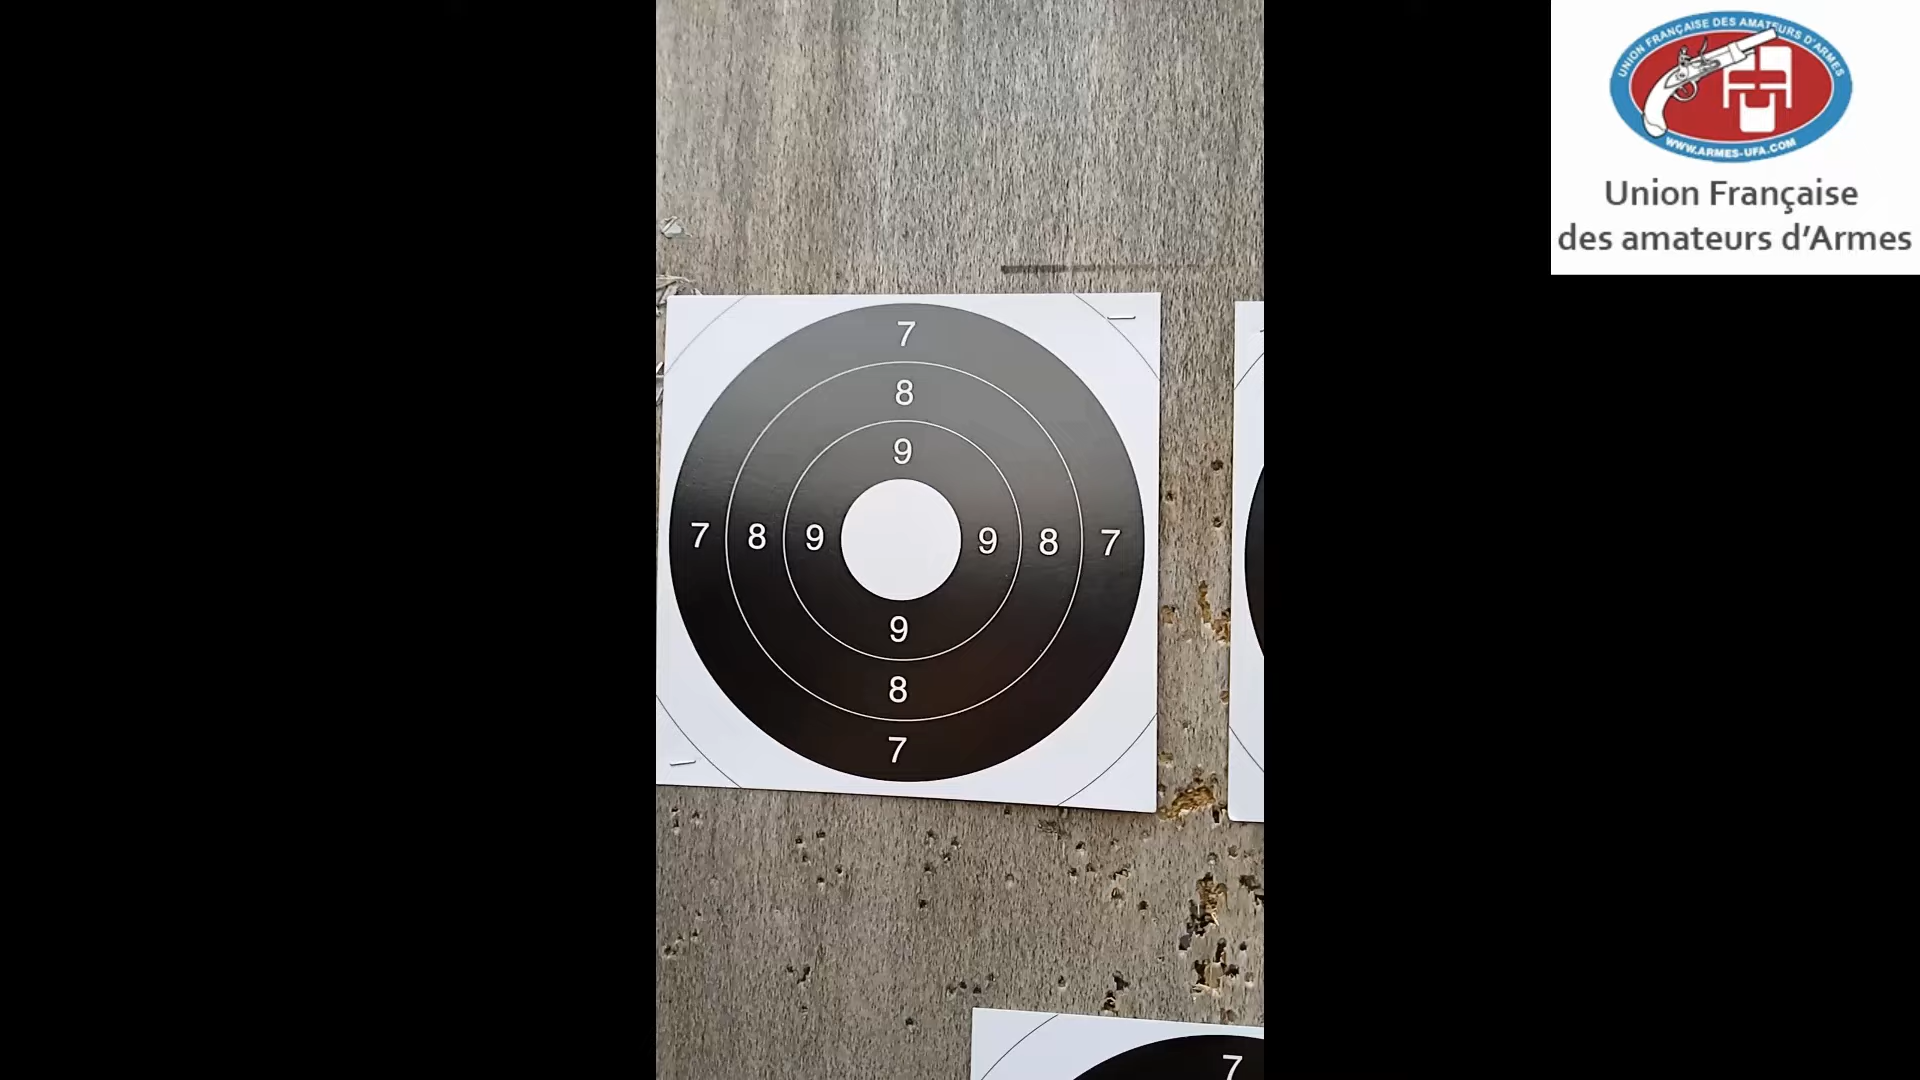 UNION FRANÇAISE DES AMATEURS D'ARMES
WWW.ARMES-UFA.COM
Union Française
des amateurs d'Armes
7
8
9
7 8 9 9 8 7
9
8
7
7